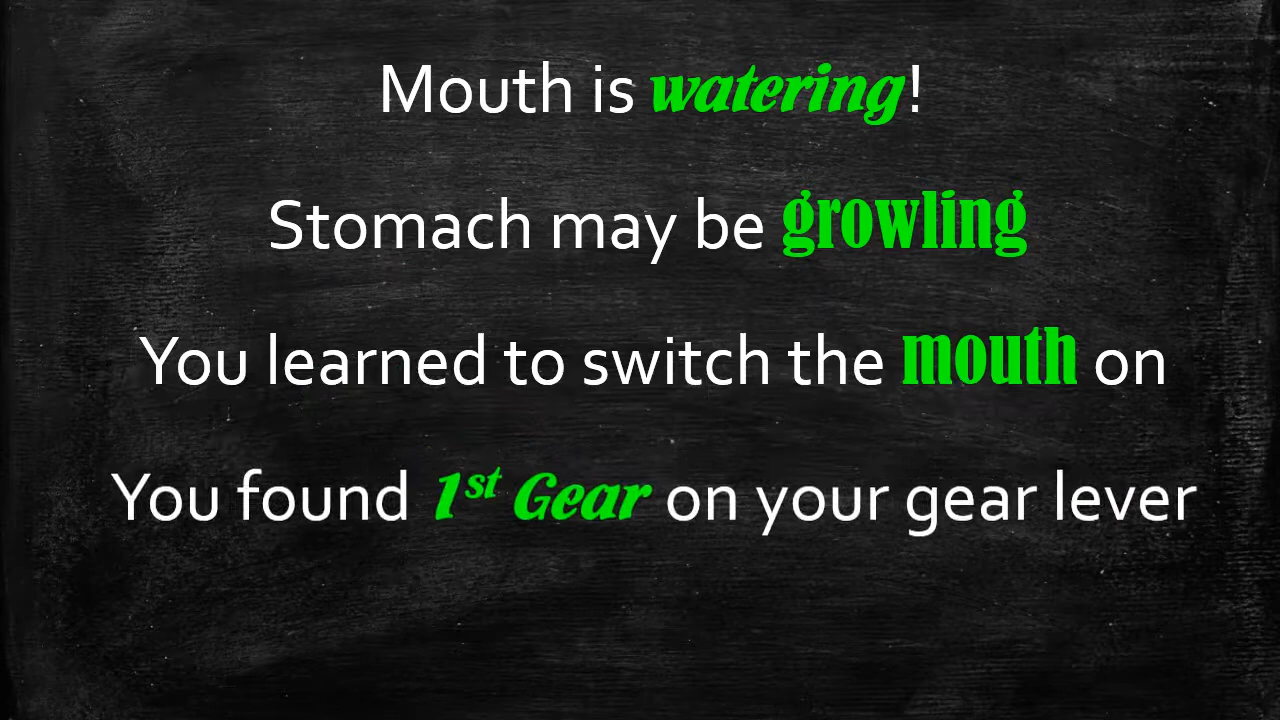 Mouth is watering!
Stomach may be growling
You learned to switch the mouth on
You found 1st Gear on your gear lever